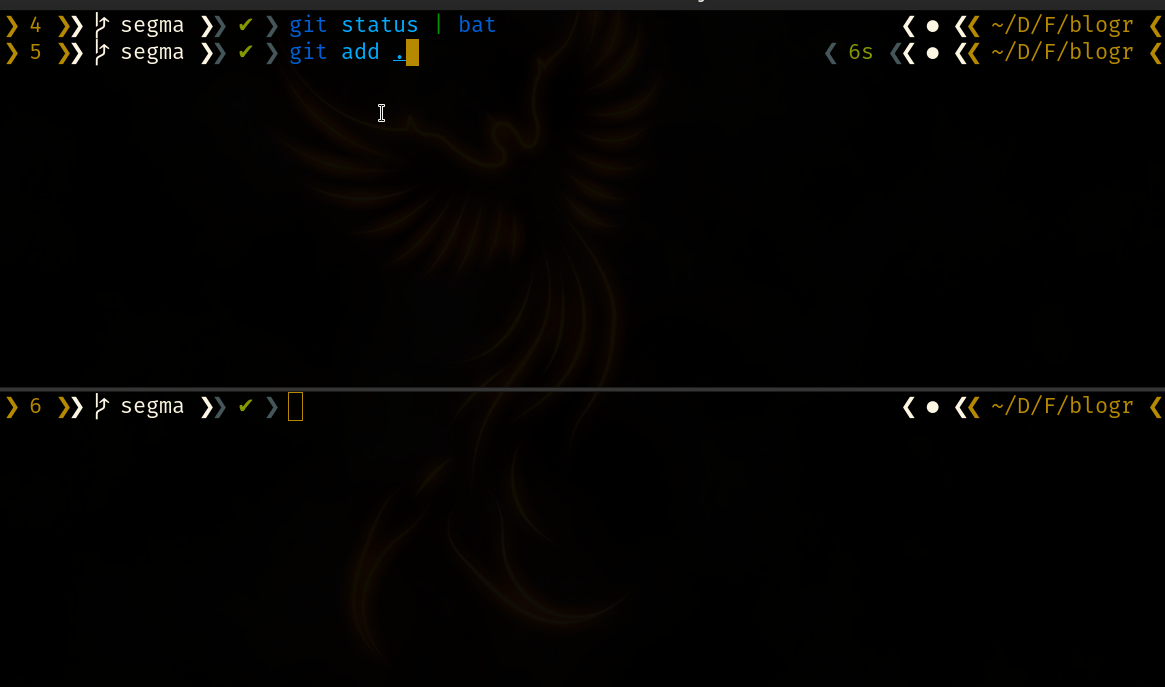 ❯ 4 ❯❯ segma ❯❯ ✔ ❯ git status | bat ❮ ● ❮❮ ~/D/F/blogr ❮
❯ 5 ❯❯ segma ❯❯ ✔ ❯ git add . ❮ 6s ❮❮ ● ❮❮ ~/D/F/blogr ❮
❯ 6 ❯❯ segma ❯❯ ✔ ❯ ❮ ● ❮❮ ~/D/F/blogr ❮